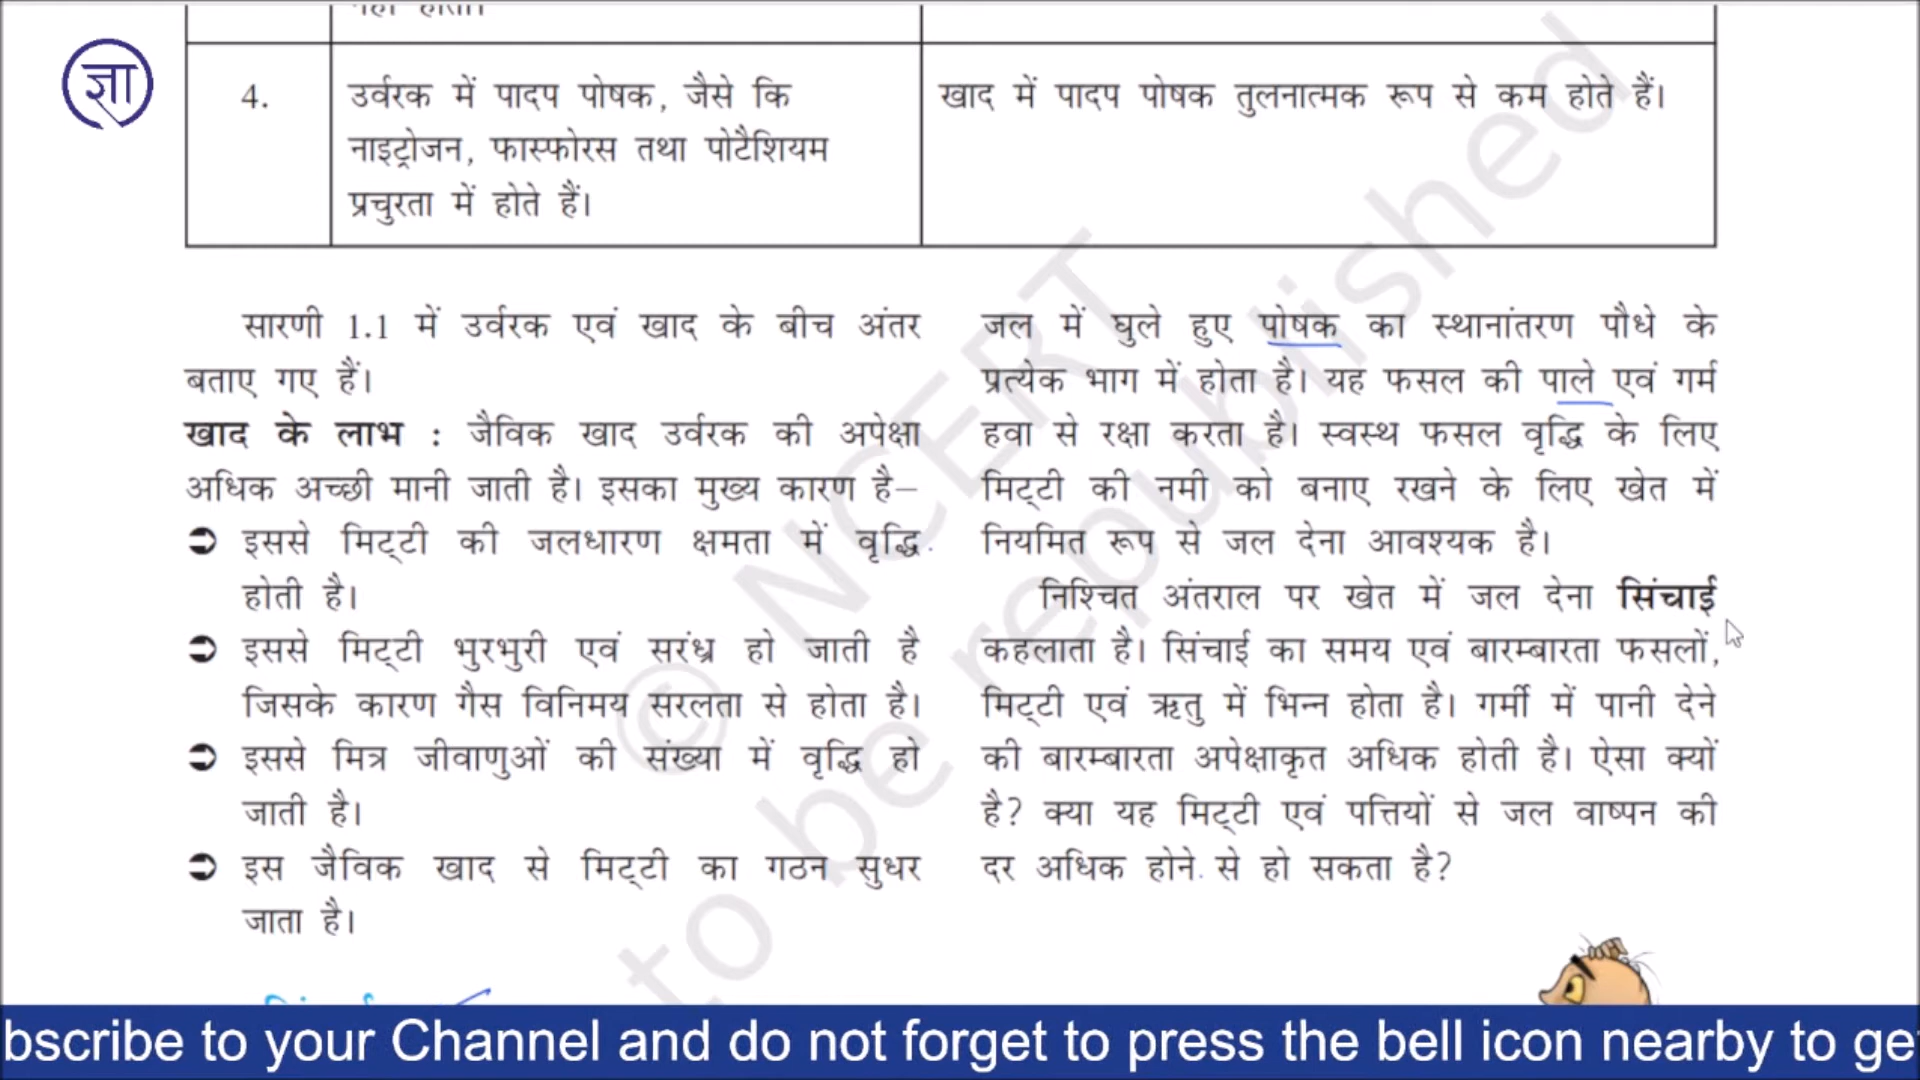 ज्ञा
4.
उर्वरक में पादप पोषक, जैसे कि
नाइट्रोजन, फास्फोरस तथा पोटैशियम
प्रचुरता में होते हैं।
खाद में पादप पोषक तुलनात्मक रूप से कम होते हैं।
सारणी 1.1 में उर्वरक एवं खाद के बीच अंतर
बताए गए हैं।
खाद के लाभ : जैविक खाद उर्वरक की अपेक्षा
अधिक अच्छी मानी जाती है। इसका मुख्य कारण है–
इससे मिट्टी की जलधारण क्षमता में वृद्धि
होती है।
इससे मिट्टी भुरभुरी एवं सरंध्र हो जाती है
जिसके कारण गैस विनिमय सरलता से होता है।
इससे मित्र जीवाणुओं की संख्या में वृद्धि हो
जाती है।
इस जैविक खाद से मिट्टी का गठन सुधर
जाता है।
जल में घुले हुए पोषक का स्थानांतरण पौधे के
प्रत्येक भाग में होता है। यह फसल की पाले एवं गर्म
हवा से रक्षा करता है। स्वस्थ फसल वृद्धि के लिए
मिट्टी की नमी को बनाए रखने के लिए खेत में
नियमित रूप से जल देना आवश्यक है।
निश्चित अंतराल पर खेत में जल देना सिंचाई
कहलाता है। सिंचाई का समय एवं बारम्बारता फसलों,
मिट्टी एवं ऋतु में भिन्न होता है। गर्मी में पानी देने
की बारम्बारता अपेक्षाकृत अधिक होती है। ऐसा क्यों
है? क्या यह मिट्टी एवं पत्तियों से जल वाष्पन की
दर अधिक होने से हो सकता है?
© NCERT
to be republished
bscribe to your Channel and do not forget to press the bell icon nearby to ge